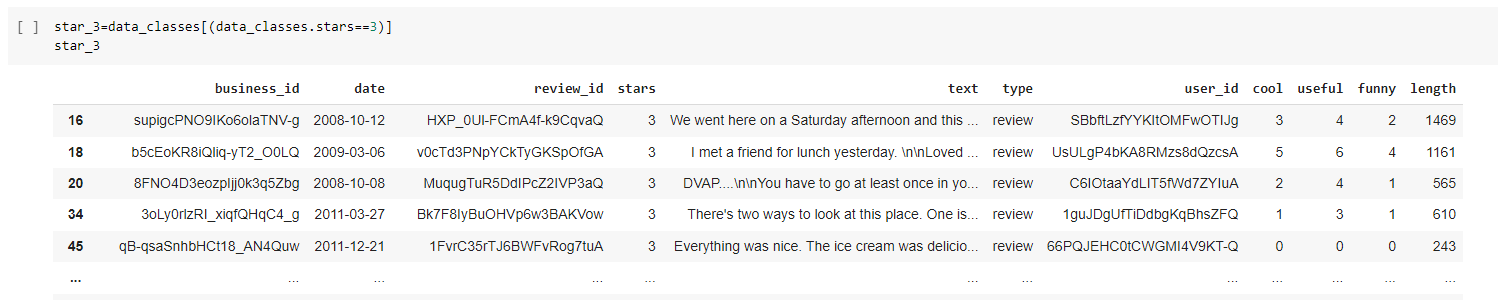 [ ] star_3=data_classes[(data_classes.stars==3)]
star_3
business_id date review_id stars text type user_id cool useful funny length
16 supigcPNO9IKo6olaTNV-g 2008-10-12 HXP_0Ul-FCmA4f-k9CqvaQ 3 We went here on a Saturday afternoon and this ... review SBbftLzfYYKItOMFwOTIJg 3 4 2 1469
18 b5cEoKR8iQliq-yT2_O0LQ 2009-03-06 v0cTd3PNpYCkTyGKSpOfGA 3 I met a friend for lunch yesterday. \n\nLoved ... review UsULgP4bKA8RMzs8dQzcsA 5 6 4 1161
20 8FNO4D3eozpIjj0k3q5Zbg 2008-10-08 MuqugTuR5DdIPcZ2IVP3aQ 3 DVAP....\n\nYou have to go at least once in yo... review C6IOtaaYdLIT5fWd7ZYIuA 2 4 1 565
34 3oLy0rlzRI_xiqfQHqC4_g 2011-03-27 Bk7F8IyBuOHVp6w3BAKVow 3 There's two ways to look at this place. One is... review 1guJDgUfTiDdbgKqBhsZFQ 1 3 1 610
45 qB-qsaSnhbHCt18_AN4Quw 2011-12-21 1FvrC35rTJ6BWFvRog7tuA 3 Everything was nice. The ice cream was delicio... review 66PQJEHC0tCWGMI4V9KT-Q 0 0 0 243
... ... ... ... ... ... ... ... ... ... ... ...